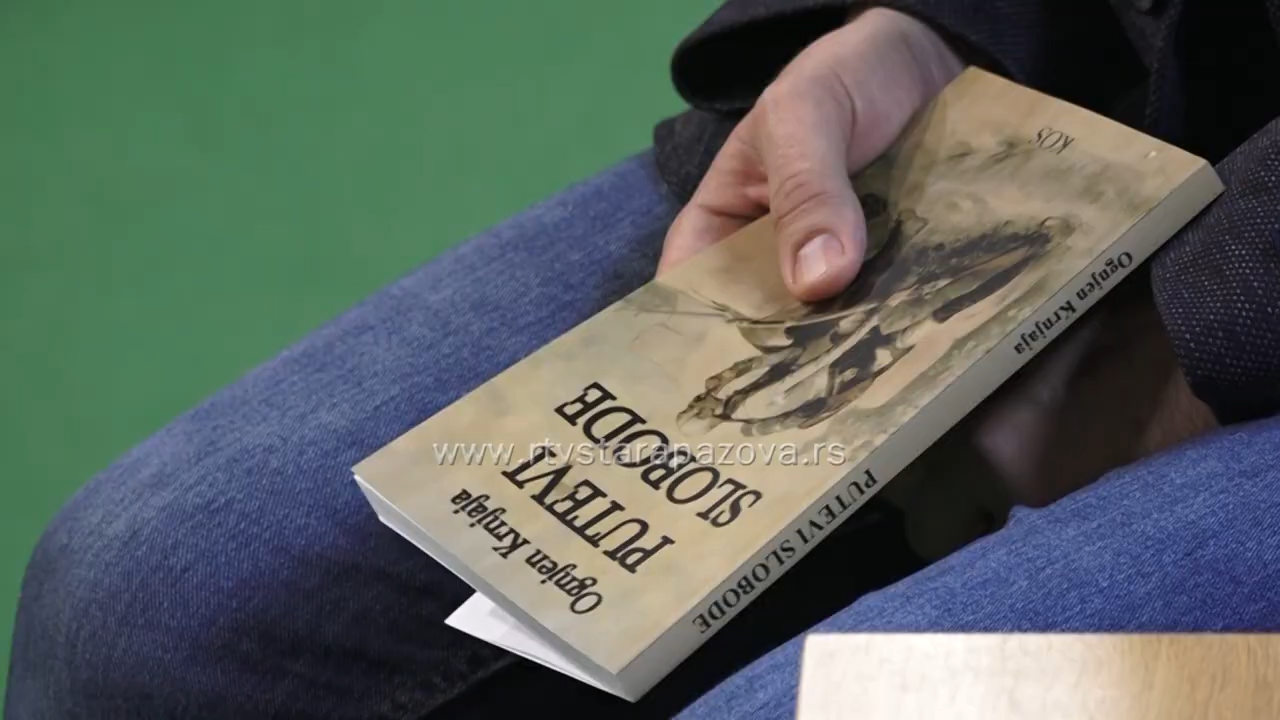 Ognjen Krnjaja
PUTEVI
SLOBODE
KOS
Ognjen Krnjaja
PUTEVI SLOBODE
www.rtvstarapazova.rs